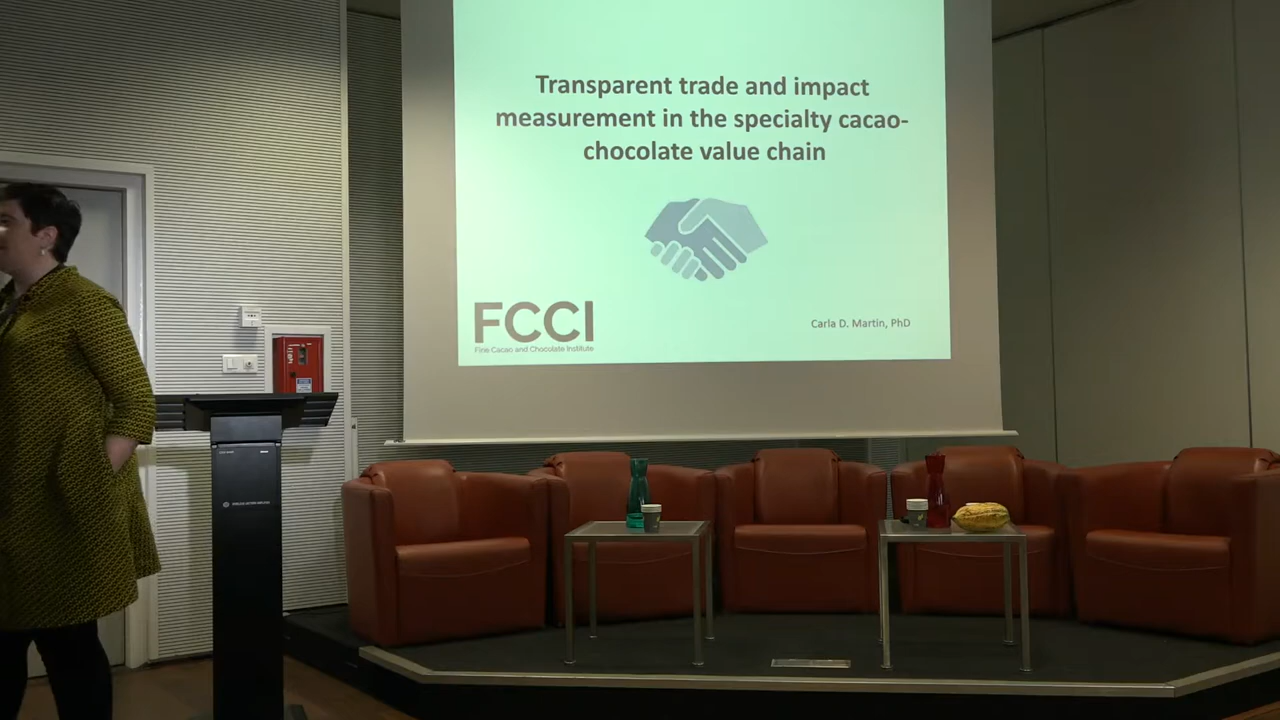 Transparent trade and impact
measurement in the specialty cacao-
chocolate value chain
FCCI
Fine Cacao and Chocolate Institute
Carla D. Martin, PhD